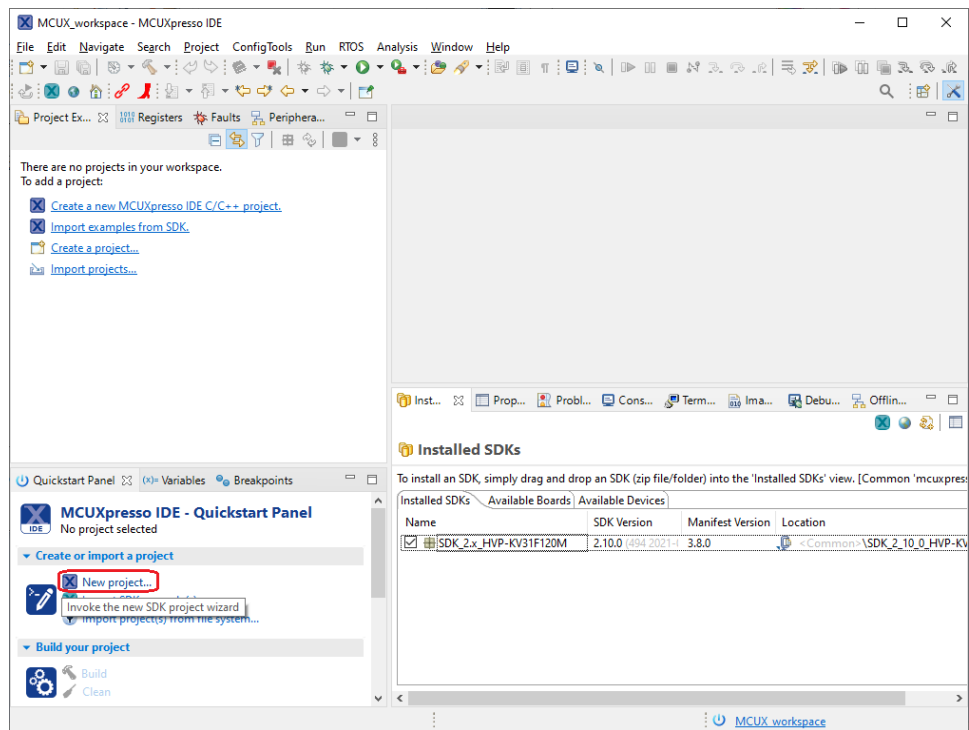 MCUX_workspace - MCUXpresso IDE
File Edit Navigate Search Project ConfigTools Run RTOS Analysis Window Help
Project Ex... Registers Faults Periphera...
There are no projects in your workspace.
To add a project:
Create a new MCUXpresso IDE C/C++ project.
Import examples from SDK.
Create a project...
Import projects...
Inst... Prop... Probl... Cons... Term... Ima... Debu... Offlin...
Installed SDKs
To install an SDK, simply drag and drop an SDK (zip file/folder) into the 'Installed SDKs' view. [Common 'mcuxpres
Installed SDKs Available Boards Available Devices
Name SDK Version Manifest Version Location
SDK_2.x_HVP-KV31F120M 2.10.0 (494 2021- 3.8.0 <Common>\SDK_2_10_0_HVP-KV
Quickstart Panel (x)= Variables Breakpoints
IDE
MCUXpresso IDE - Quickstart Panel
No project selected
Create or import a project
New project...
Invoke the new SDK project wizard
Import project(s) from file system...
Build your project
Build
Clean
MCUX_workspace